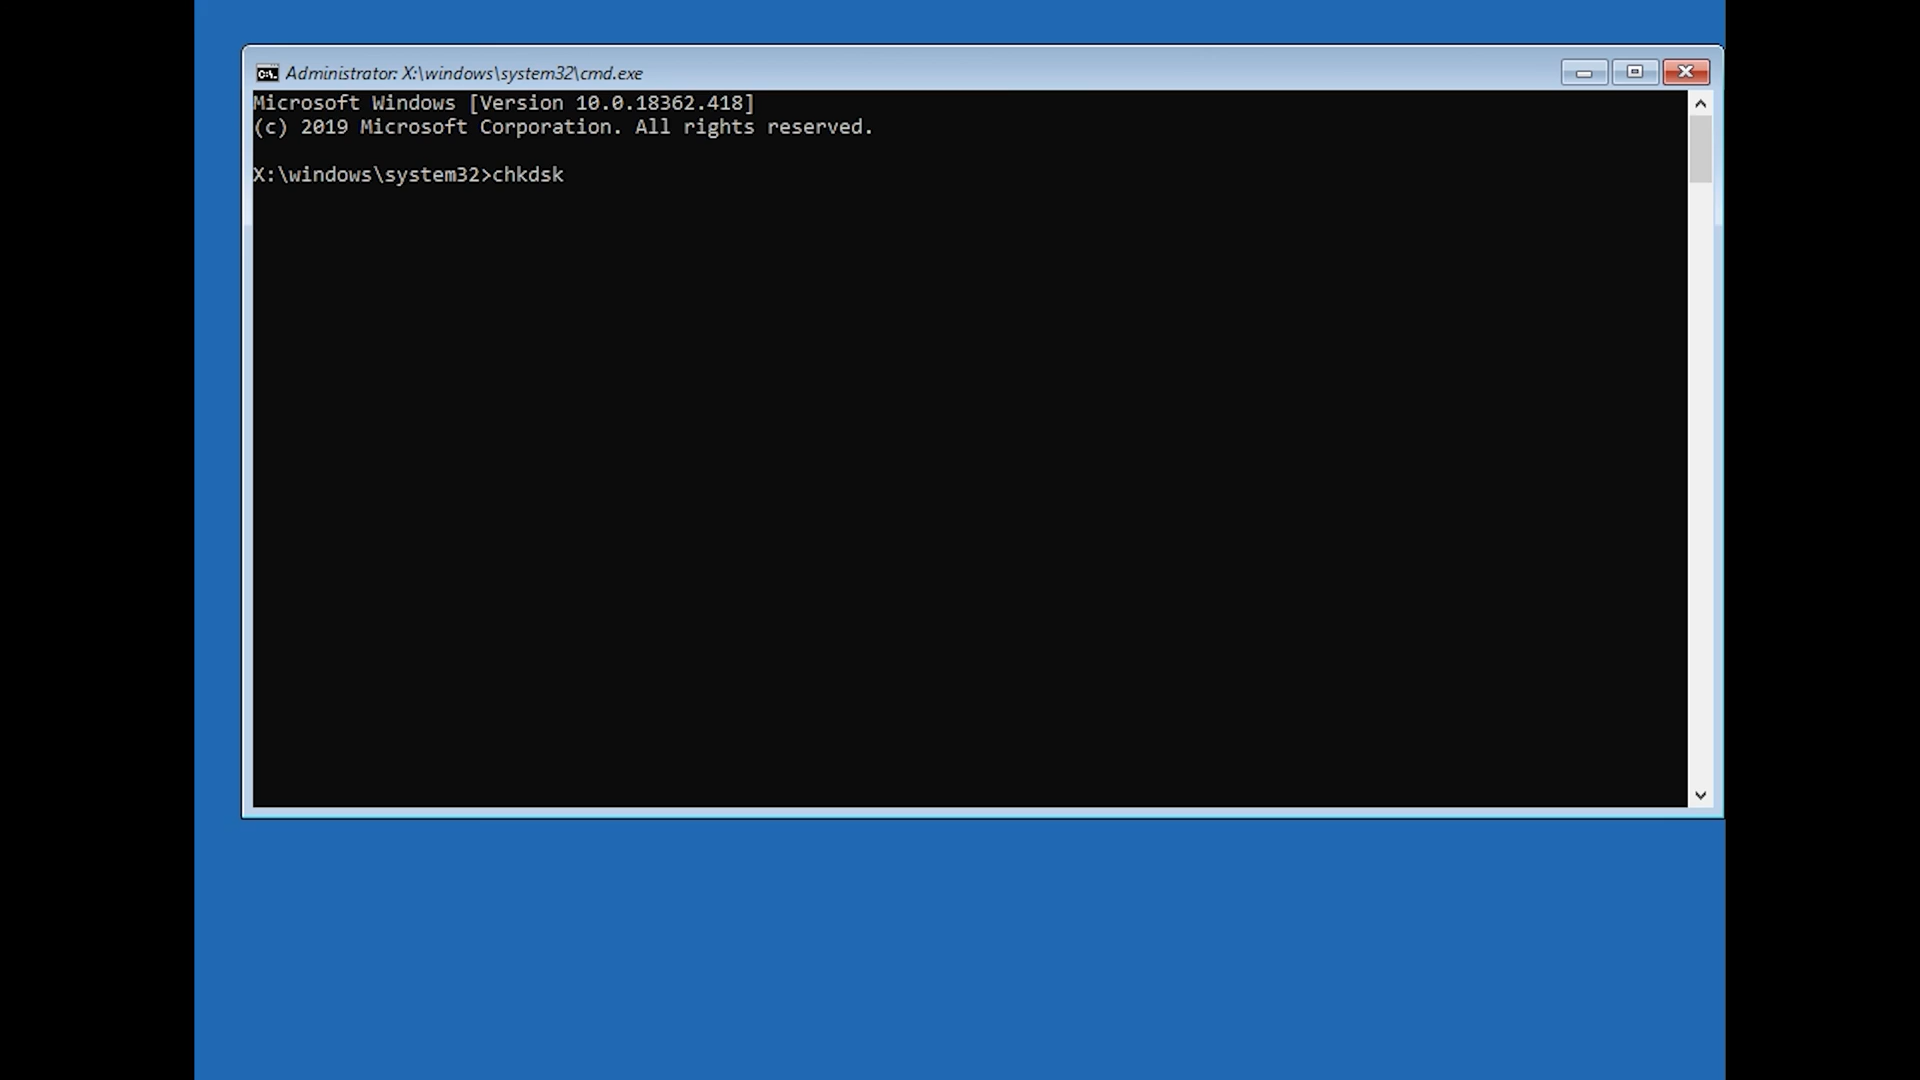 Administrator: X:\windows\system32\cmd.exe
Microsoft Windows [Version 10.0.18362.418]
(c) 2019 Microsoft Corporation. All rights reserved.
X:\windows\system32>chkdsk